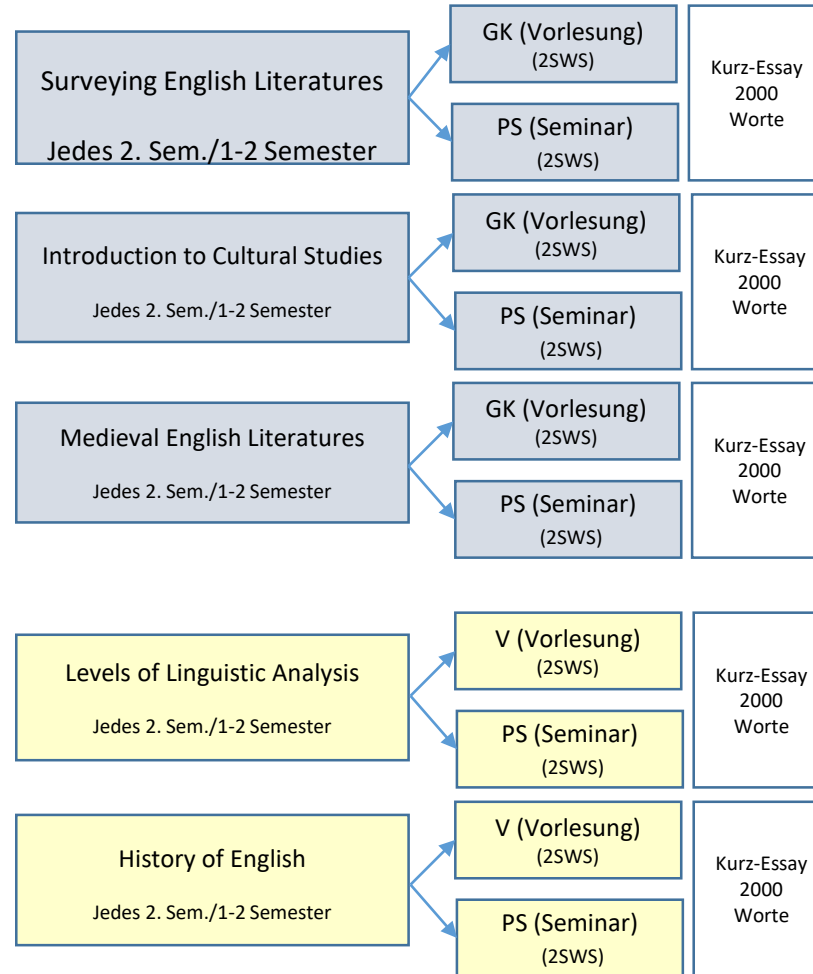 Surveying English Literatures
Jedes 2. Sem./1-2 Semester
GK (Vorlesung)
(2SWS)
PS (Seminar)
(2SWS)
Kurz-Essay
2000
Worte
Introduction to Cultural Studies
Jedes 2. Sem./1-2 Semester
GK (Vorlesung)
(2SWS)
PS (Seminar)
(2SWS)
Kurz-Essay
2000
Worte
Medieval English Literatures
Jedes 2. Sem./1-2 Semester
GK (Vorlesung)
(2SWS)
PS (Seminar)
(2SWS)
Kurz-Essay
2000
Worte
Levels of Linguistic Analysis
Jedes 2. Sem./1-2 Semester
V (Vorlesung)
(2SWS)
PS (Seminar)
(2SWS)
Kurz-Essay
2000
Worte
History of English
Jedes 2. Sem./1-2 Semester
V (Vorlesung)
(2SWS)
PS (Seminar)
(2SWS)
Kurz-Essay
2000
Worte